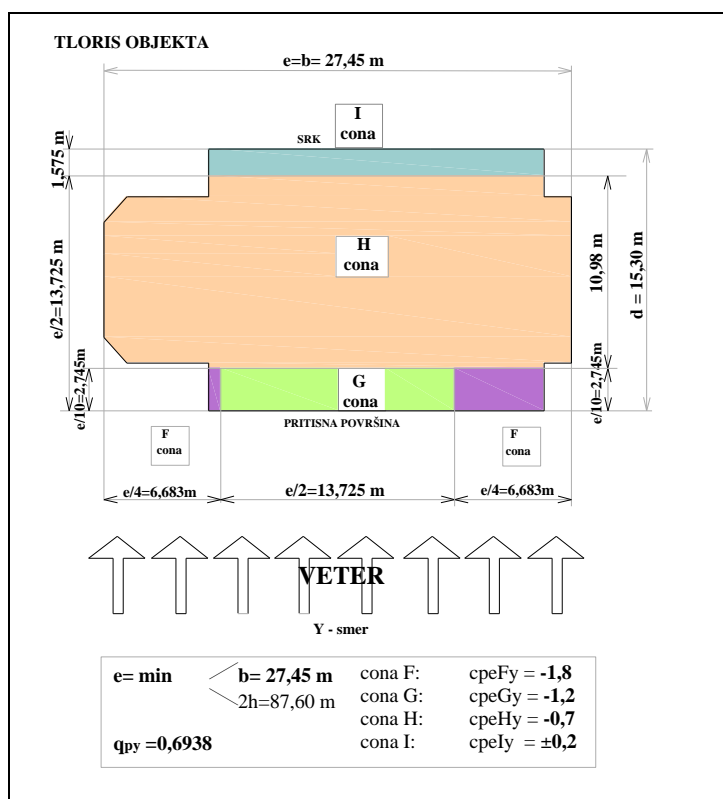 TLORIS OBJEKTA
e=b= 27,45 m
I
cona
SRK
1,575 m
e/2=13,725 m
H
cona
10,98 m
d = 15,30 m
e/10=2,745m
G
cona
e/10=2,745m
PRITISNA POVRŠINA
F
cona
F
cona
e/4=6,683m
e/2=13,725 m
e/4=6,683m
VETER
Y - smer
e= min
b= 27,45 m
2h=87,60 m
qpy =0,6938
cona F: cpeFy = -1,8
cona G: cpeGy = -1,2
cona H: cpeHy = -0,7
cona I: cpeIy = ±0,2